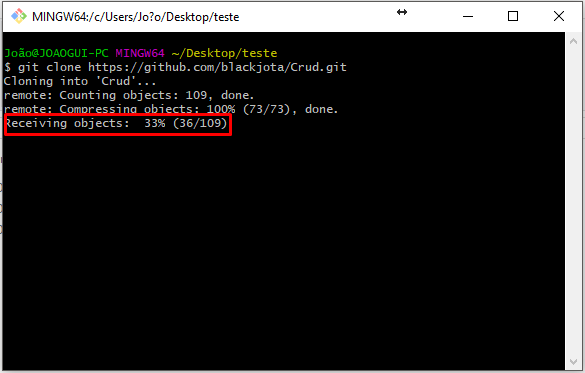 MINGW64:/c/Users/Jo?o/Desktop/teste
João@JOAOGUI-PC MINGW64 ~/Desktop/teste
$ git clone https://github.com/blackjota/Crud.git
Cloning into 'Crud'...
remote: Counting objects: 109, done.
remote: Compressing objects: 100% (73/73), done.
Receiving objects:  33% (36/109)